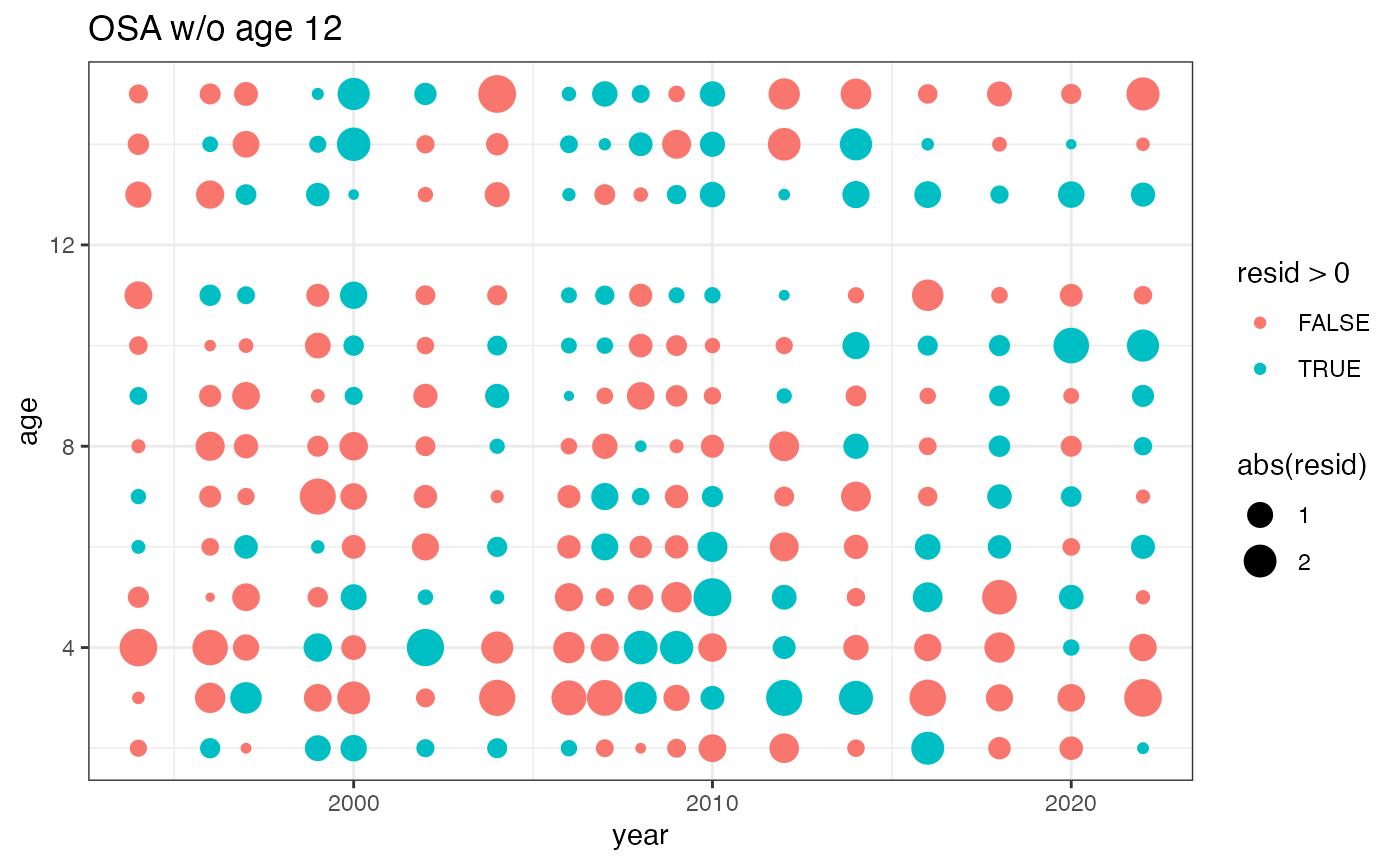 OSA w/o age 12
12
8
4
age
2000
2010
2020
year
resid > 0
FALSE
TRUE
abs(resid)
1
2